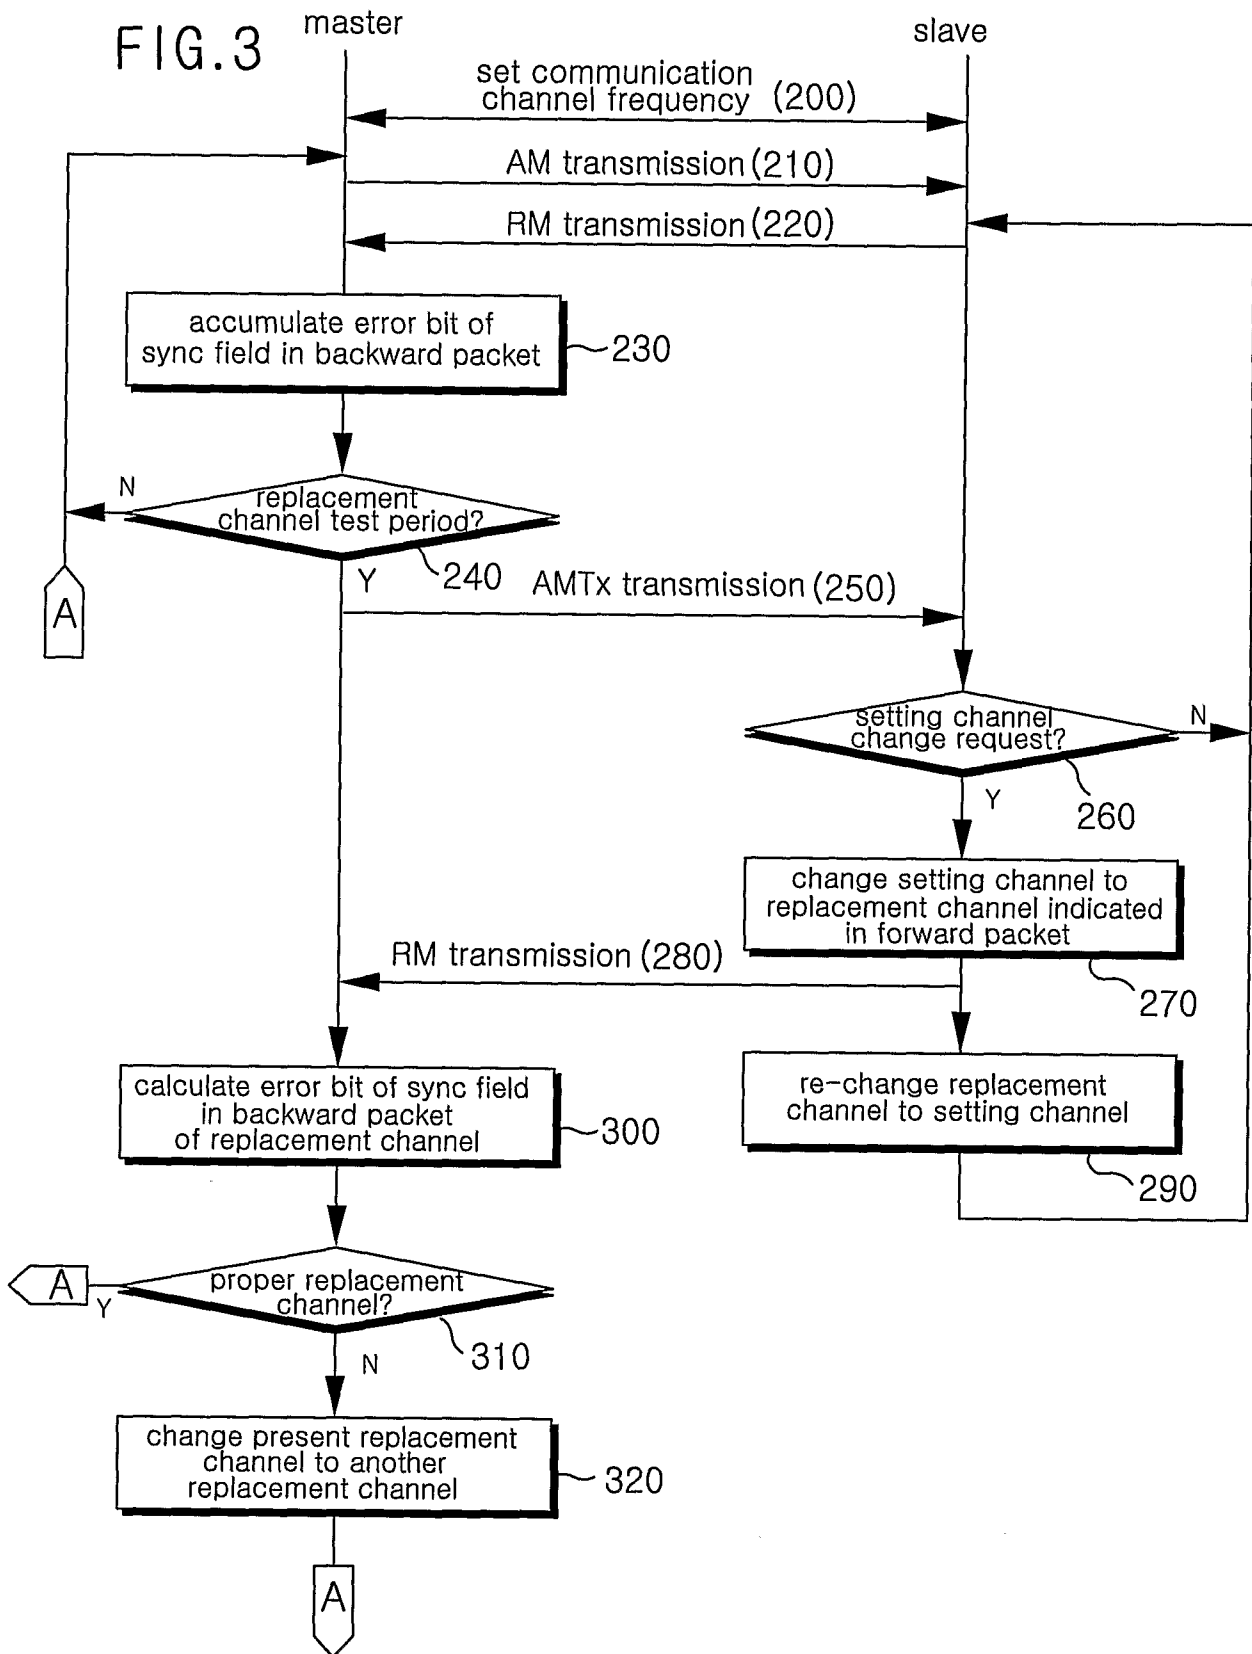 FIG.3
master
slave
set communication
channel frequency (200)
AM transmission (210)
RM transmission (220)
accumulate error bit of
sync field in backward packet
230
N
replacement
channel test period?
240
Y
A
AMTx transmission (250)
setting channel
change request?
N
260
Y
change setting channel to
replacement channel indicated
in forward packet
270
RM transmission (280)
calculate error bit of sync field
in backward packet
of replacement channel
300
re-change replacement
channel to setting channel
290
A
Y
proper replacement
channel?
310
N
change present replacement
channel to another
replacement channel
320
A